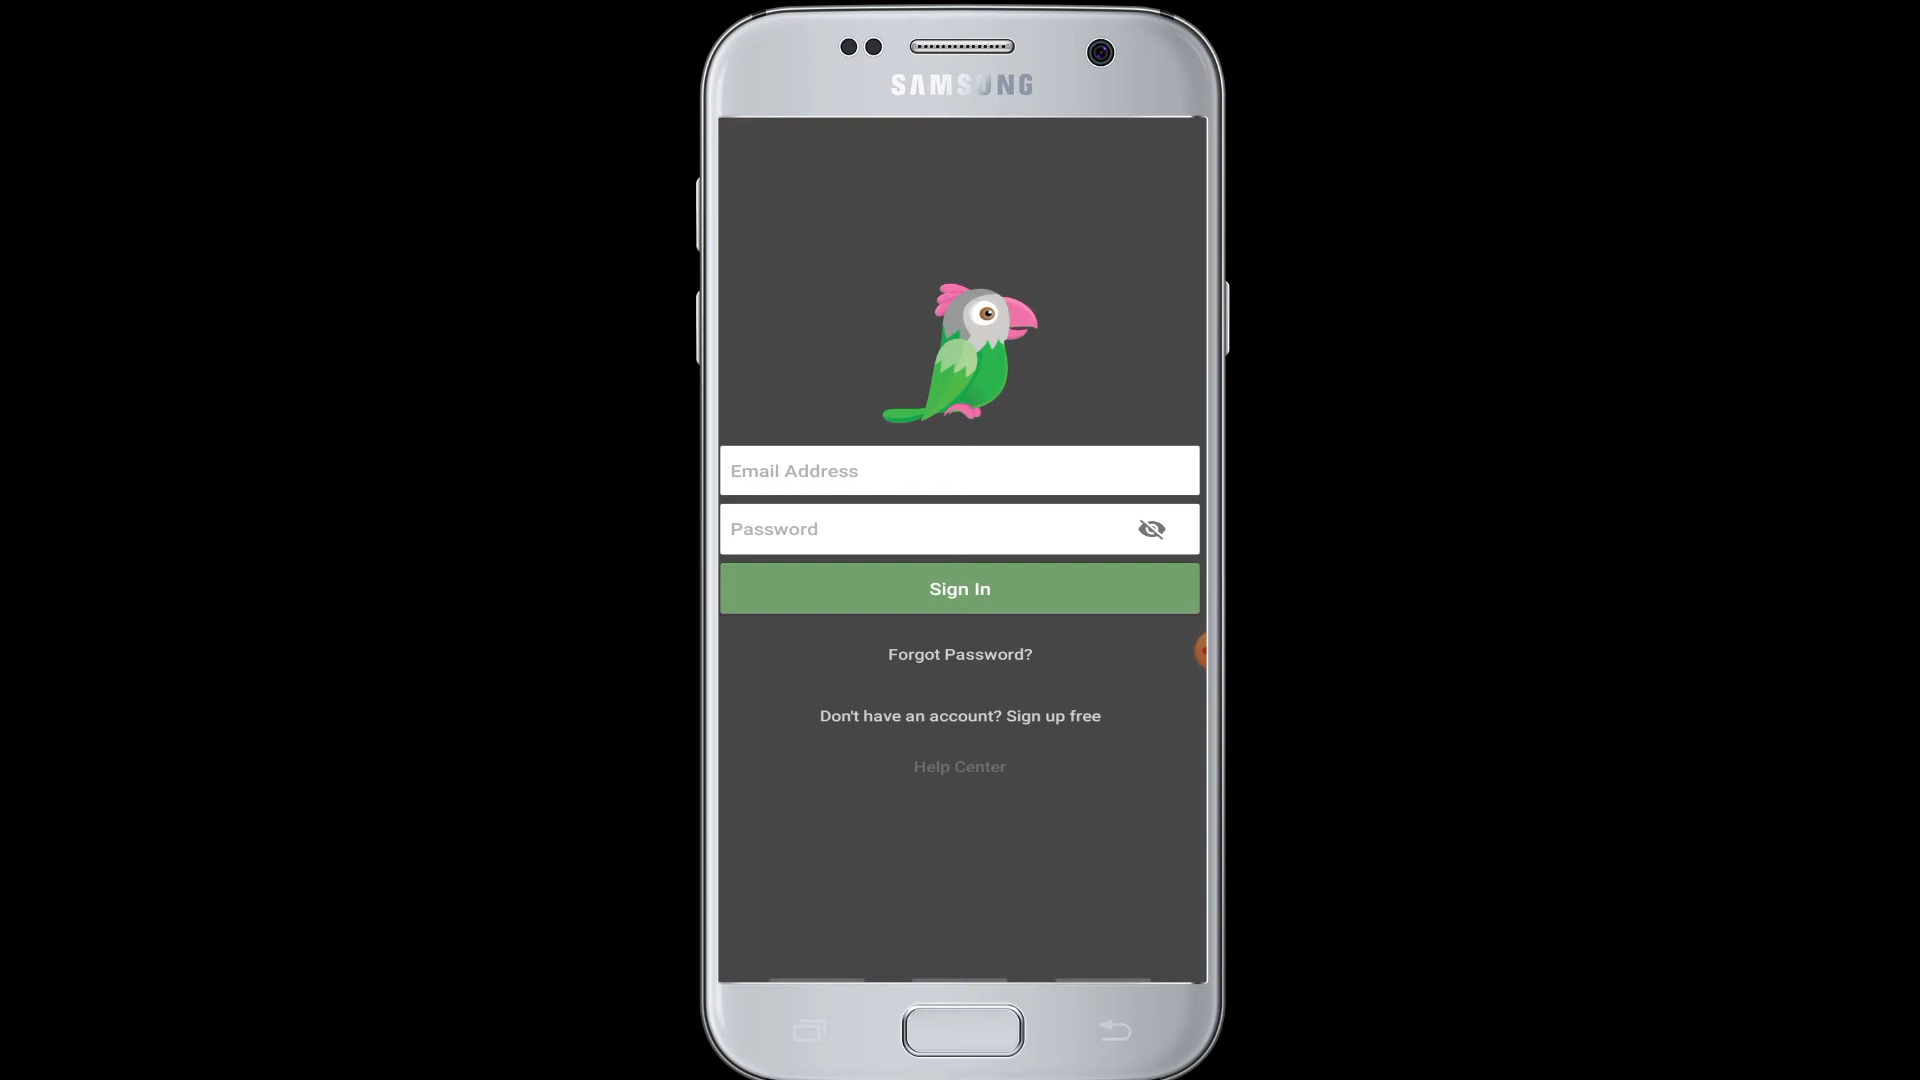 SAMSUNG
Email Address
Password
Sign In
Forgot Password?
Don't have an account? Sign up free
Help Center